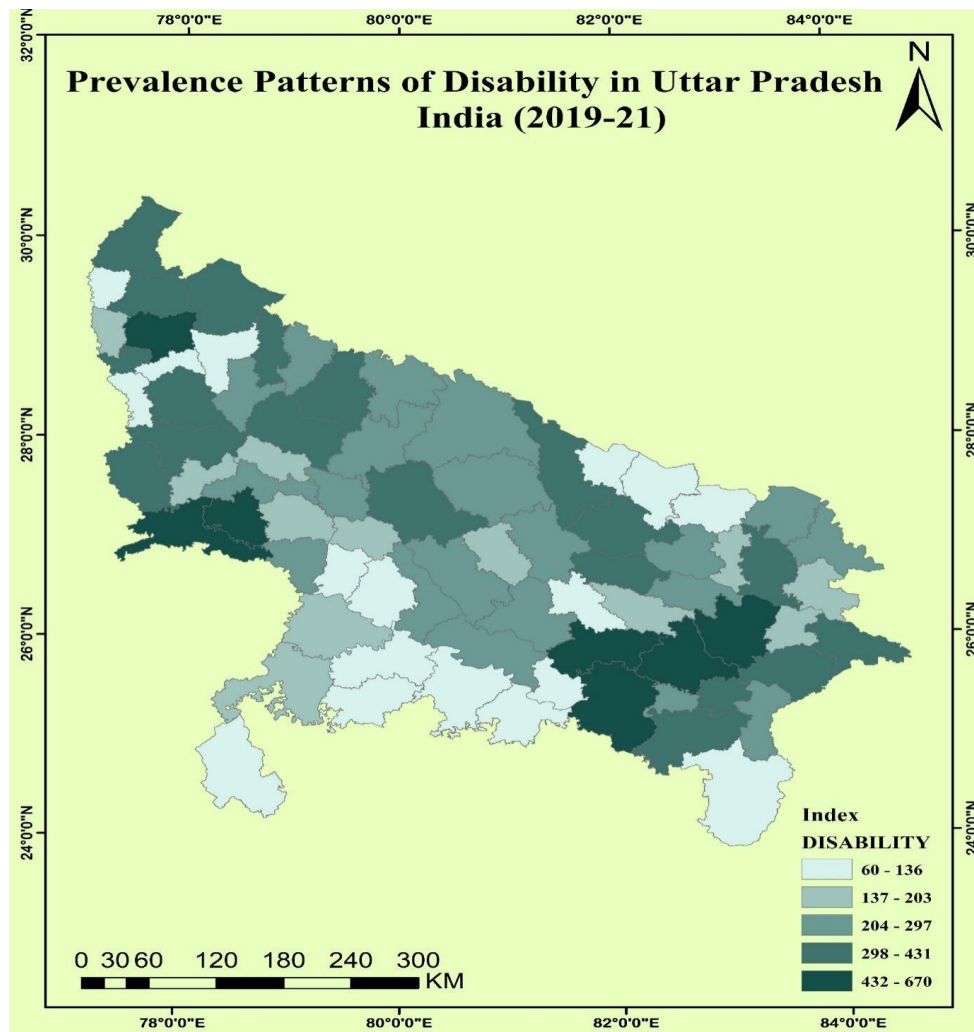 78°0'0"E 80°0'0"E 82°0'0"E 84°0'0"E
32°0'0"N
32°0'0"N
N
Prevalence Patterns of Disability in Uttar Pradesh
India (2019-21)
30°0'0"N
30°0'0"N
28°0'0"N
28°0'0"N
26°0'0"N
26°0'0"N
24°0'0"N
24°0'0"N
Index
DISABILITY
60 - 136
137 - 203
204 - 297
298 - 431
432 - 670
0 30 60 120 180 240 300
KM
78°0'0"E 80°0'0"E 82°0'0"E 84°0'0"E